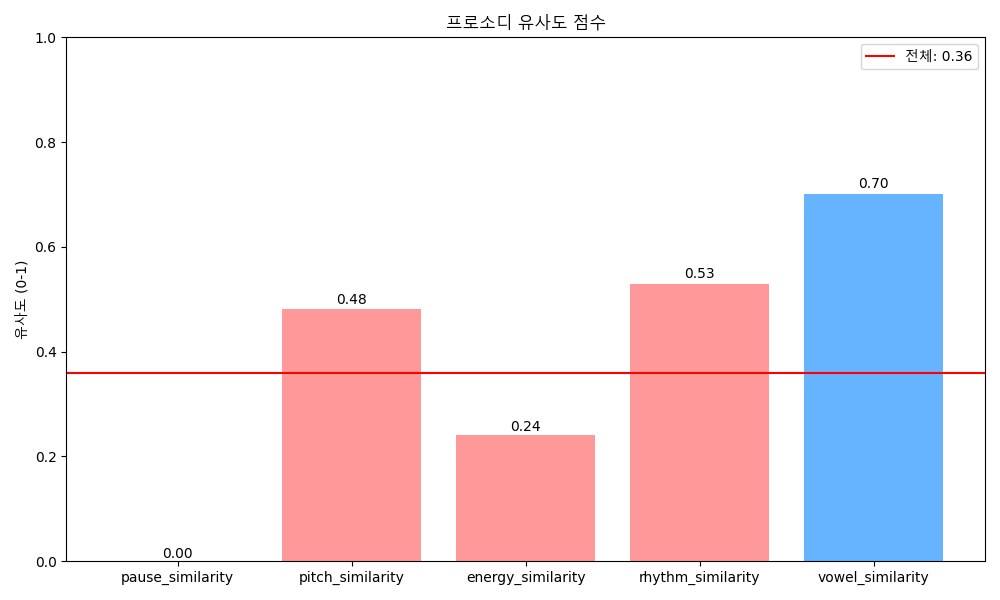 프로소디 유사도 점수
전체: 0.36
유사도 (0-1)
1.0
0.8
0.6
0.4
0.2
0.0
0.00
0.48
0.24
0.53
0.70
pause_similarity
pitch_similarity
energy_similarity
rhythm_similarity
vowel_similarity